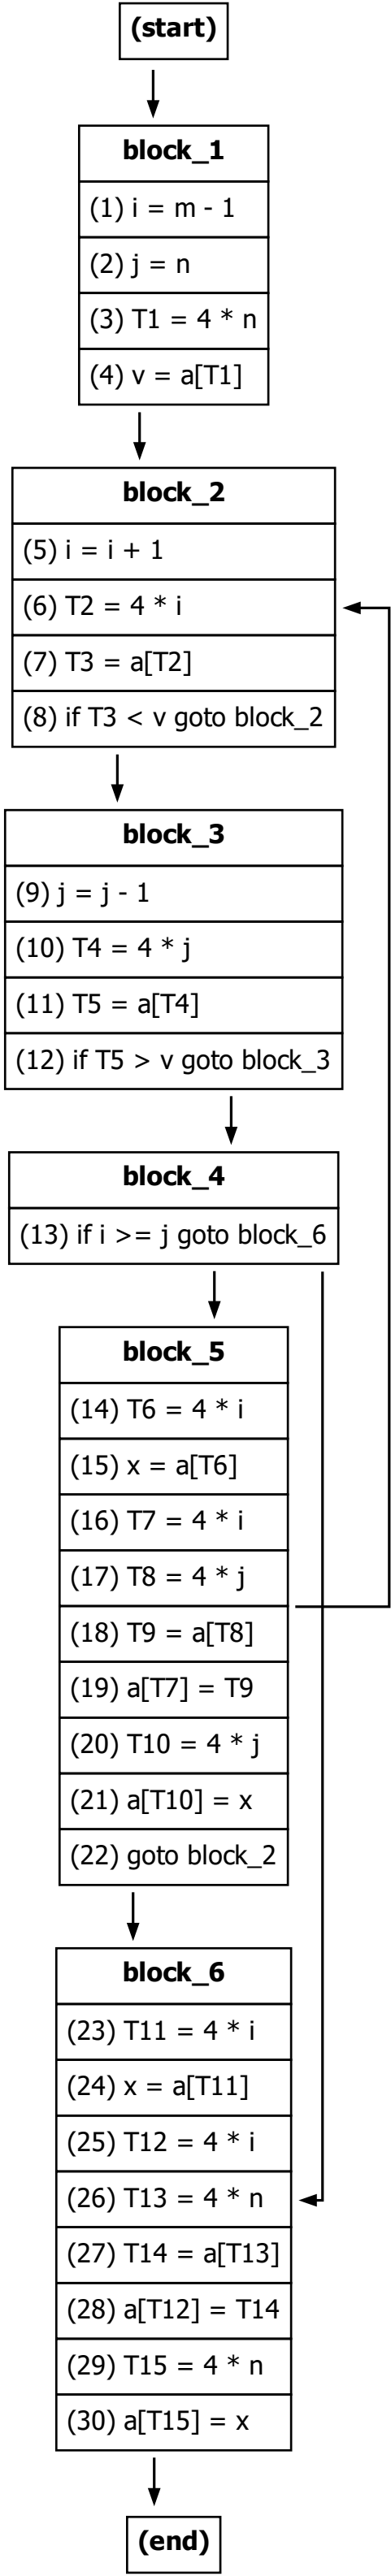 (start)
block_1
(1) i = m - 1
(2) j = n
(3) T1 = 4 * n
(4) v = a[T1]
block_2
(5) i = i + 1
(6) T2 = 4 * i
(7) T3 = a[T2]
(8) if T3 < v goto block_2
block_3
(9) j = j - 1
(10) T4 = 4 * j
(11) T5 = a[T4]
(12) if T5 > v goto block_3
block_4
(13) if i >= j goto block_6
block_5
(14) T6 = 4 * i
(15) x = a[T6]
(16) T7 = 4 * i
(17) T8 = 4 * j
(18) T9 = a[T8]
(19) a[T7] = T9
(20) T10 = 4 * j
(21) a[T10] = x
(22) goto block_2
block_6
(23) T11 = 4 * i
(24) x = a[T11]
(25) T12 = 4 * i
(26) T13 = 4 * n
(27) T14 = a[T13]
(28) a[T12] = T14
(29) T15 = 4 * n
(30) a[T15] = x
(end)